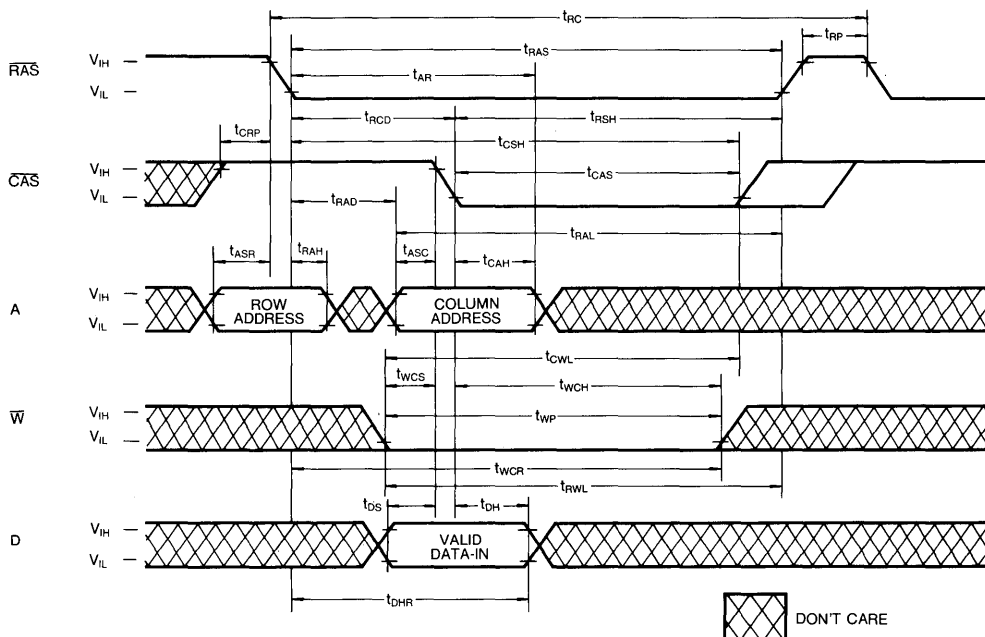 tRC
tRP
tRAS
RAS
VIH
VIL
tAR
tRCD
tRSH
tCRP
tCSH
CAS
VIH
VIL
tCAS
tRAD
tRAL
tASR
tRAH
tASC
tCAH
A
VIH
VIL
ROW
ADDRESS
COLUMN
ADDRESS
tCWL
tWCS
tWCH
W
VIH
VIL
tWP
tWCR
tRWL
tDS
tDH
D
VIH
VIL
VALID
DATA-IN
tDHR
DON'T CARE